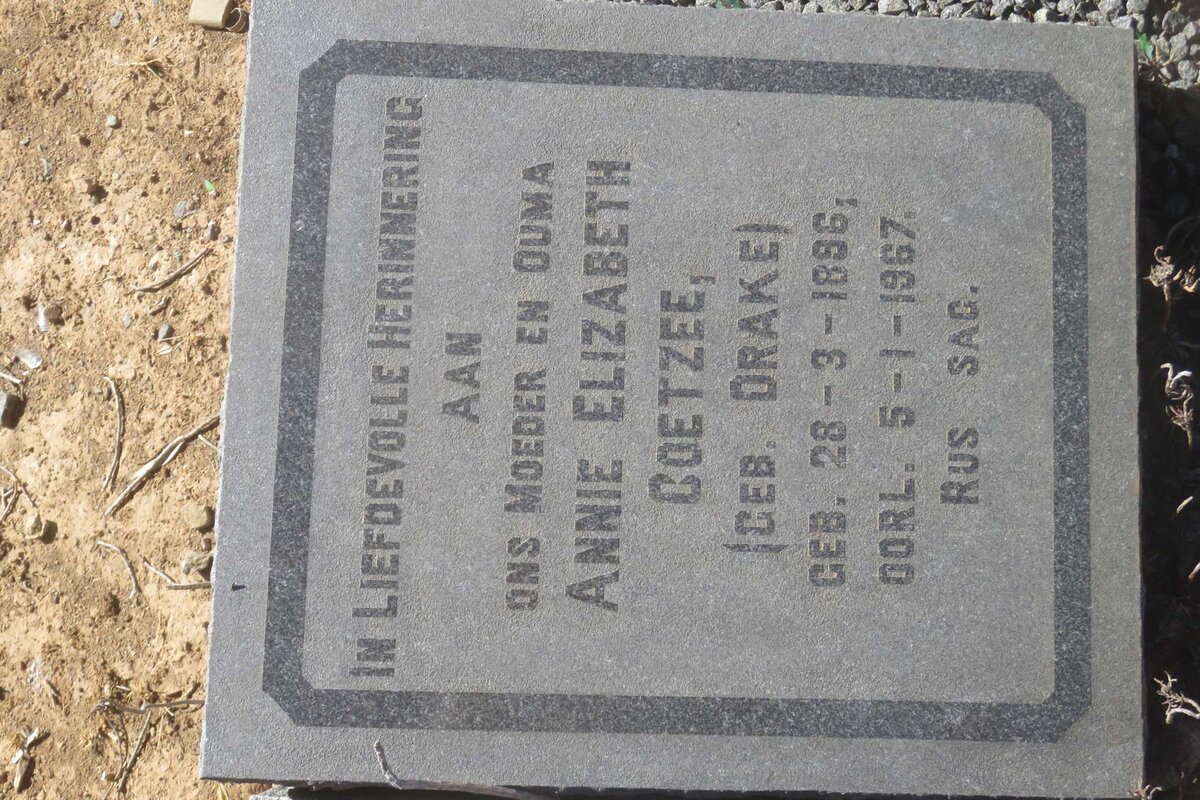 IN LIEFDEVOLLE HERINNERING
AAN
ONS MOEDER EN OUMA
ANNIE ELIZABETH
COETZEE,
(GEB. DRAKE)
GEB. 28-3-1896,
OORL. 5-1-1967.
RUS SAG.